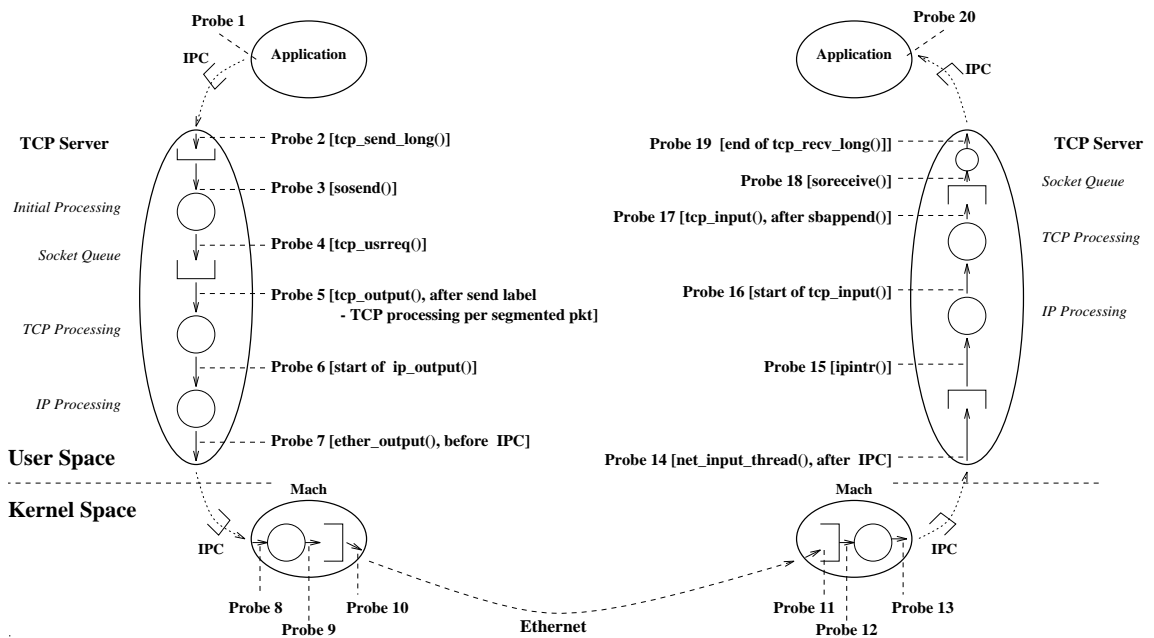 Probe 1
Application
IPC
TCP Server
Probe 2 [tcp_send_long()]
Probe 3 [sosend()]
Initial Processing
Probe 4 [tcp_usrreq()]
Socket Queue
Probe 5 [tcp_output(), after send label
- TCP processing per segmented pkt]
TCP Processing
Probe 6 [start of ip_output()]
IP Processing
Probe 7 [ether_output(), before IPC]
User Space
Kernel Space
Mach
IPC
Probe 8
Probe 9
Probe 10
Ethernet
Probe 20
Application
IPC
Probe 19 [end of tcp_recv_long()]]
TCP Server
Probe 18 [soreceive()]
Socket Queue
Probe 17 [tcp_input(), after sbappend()]
TCP Processing
Probe 16 [start of tcp_input()]
IP Processing
Probe 15 [ipintr()]
Probe 14 [net_input_thread(), after IPC]
Mach
IPC
Probe 11
Probe 12
Probe 13